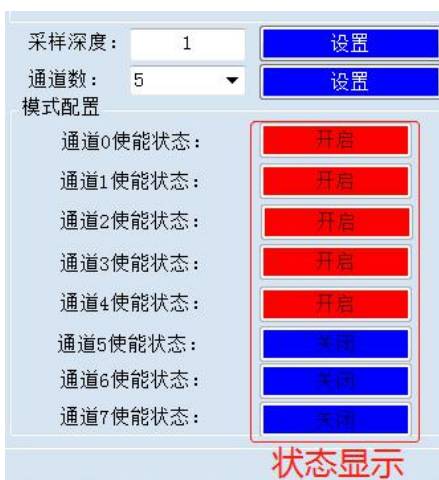 采样深度： 1 设置
通道数： 5 设置
模式配置
通道0使能状态： 开启
通道1使能状态： 开启
通道2使能状态： 开启
通道3使能状态： 开启
通道4使能状态： 开启
通道5使能状态： 关闭
通道6使能状态： 关闭
通道7使能状态： 关闭
状态显示